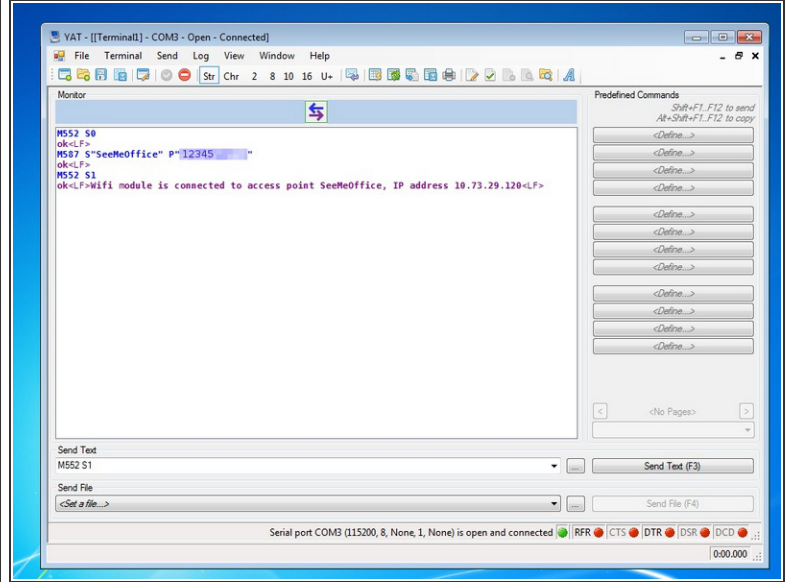 YAT - [[Terminal1] - COM3 - Open - Connected]
File Terminal Send Log View Window Help
Str Chr 2 8 10 16 U+
Monitor
Predefined Commands
Shift+F1..F12 to send
Alt+Shift+F1..F12 to copy
M552 S0
ok<LF>
M587 S"SeeMeOffice" P"12345 "
ok<LF>
M552 S1
ok<LF>Wifi module is connected to access point SeeMeOffice, IP address 10.73.29.120<LF>
<Define...>
<Define...>
<Define...>
<Define...>
<Define...>
<Define...>
<Define...>
<Define...>
<Define...>
<Define...>
<Define...>
<Define...>
< <No Pages> >
Send Text
M552 S1 ... Send Text (F3)
Send File
<Set a file...> ... Send File (F4)
Serial port COM3 (115200, 8, None, 1, None) is open and connected RFR CTS DTR DSR DCD
0:00.000